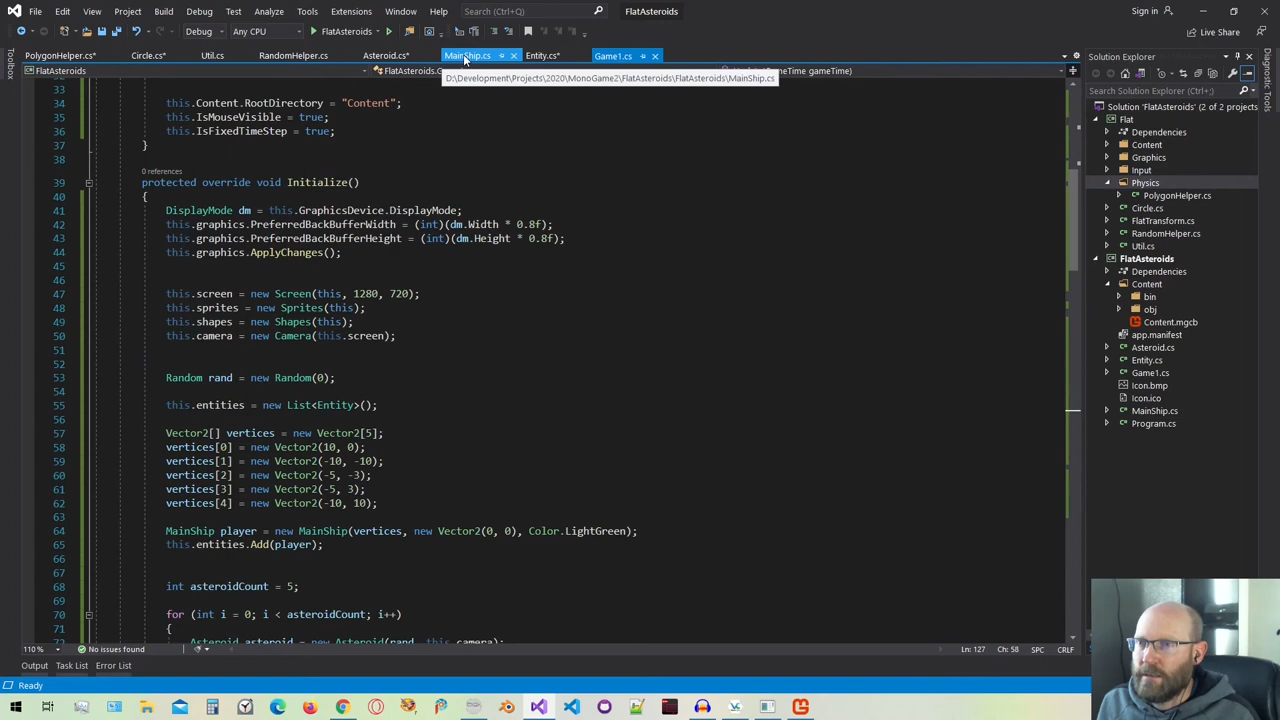 File Edit View Git Project Build Debug Test Analyze Tools Extensions Window Help Search (Ctrl+Q) FlatAsteroids Sign in
Debug Any CPU FlatAsteroids Live Share
PolygonHelper.cs* Circle.cs* Util.cs RandomHelper.cs Asteroid.cs* MainShip.cs Entity.cs* Game1.cs
Solution Explorer
FlatAsteroids FlatAsteroids.G
D:\Development\Projects\2020\MonoGame2\FlatAsteroids\FlatAsteroids\MainShip.cs
Search Solution Explorer (Ctrl+;)
Toolbox
Diagnostic Tools
34 this.Content.RootDirectory = "Content";
35 this.IsMouseVisible = true;
36 this.IsFixedTimeStep = true;
37 }
38
0 references
39 protected override void Initialize()
40 {
41 DisplayMode dm = this.GraphicsDevice.DisplayMode;
42 this.graphics.PreferredBackBufferWidth = (int)(dm.Width * 0.8f);
43 this.graphics.PreferredBackBufferHeight = (int)(dm.Height * 0.8f);
44 this.graphics.ApplyChanges();
45
46
47 this.screen = new Screen(this, 1280, 720);
48 this.sprites = new Sprites(this);
49 this.shapes = new Shapes(this);
50 this.camera = new Camera(this.screen);
51
52
53 Random rand = new Random(0);
54
55 this.entities = new List<Entity>();
56
57 Vector2[] vertices = new Vector2[5];
58 vertices[0] = new Vector2(10, 0);
59 vertices[1] = new Vector2(-10, -10);
60 vertices[2] = new Vector2(-5, -3);
61 vertices[3] = new Vector2(-5, 3);
62 vertices[4] = new Vector2(-10, 10);
63
64 MainShip player = new MainShip(vertices, new Vector2(0, 0), Color.LightGreen);
65 this.entities.Add(player);
66
67
68 int asteroidCount = 5;
69
70 for (int i = 0; i < asteroidCount; i++)
71 {
72 Asteroid asteroid = new Asteroid(rand, this.camera);
Solution 'FlatAsteroids' (2 of 2 projects)
Flat
Dependencies
Content
Graphics
Input
Physics
PolygonHelper.cs
Circle.cs
FlatTransform.cs
RandomHelper.cs
Util.cs
FlatAsteroids
Dependencies
Content
bin
obj
Content.mgcb
app.manifest
Asteroid.cs
Entity.cs
Game1.cs
Icon.bmp
Icon.ico
MainShip.cs
Program.cs
110 % No issues found Ln: 127 Ch: 58 SPC CRLF
Output Task List Error List
Ready